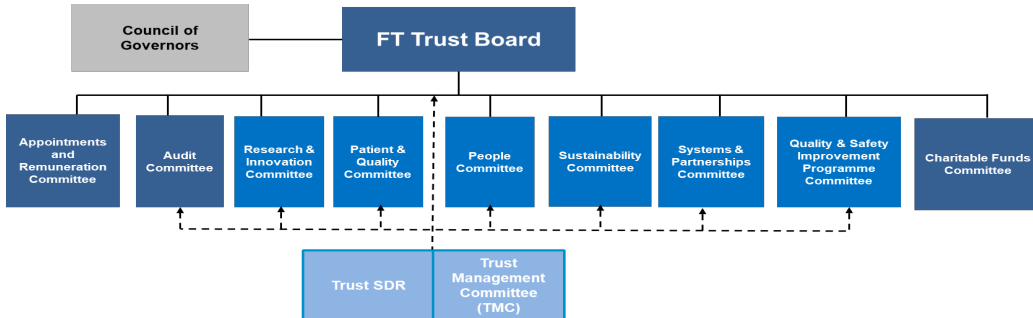 Council of
Governors
FT Trust Board
Appointments
and
Remuneration
Committee
Audit
Committee
Research &
Innovation
Committee
Patient &
Quality
Committee
People
Committee
Sustainability
Committee
Systems &
Partnerships
Committee
Quality & Safety
Improvement
Programme
Committee
Charitable Funds
Committee
Trust SDR
Trust
Management
Committee
(TMC)